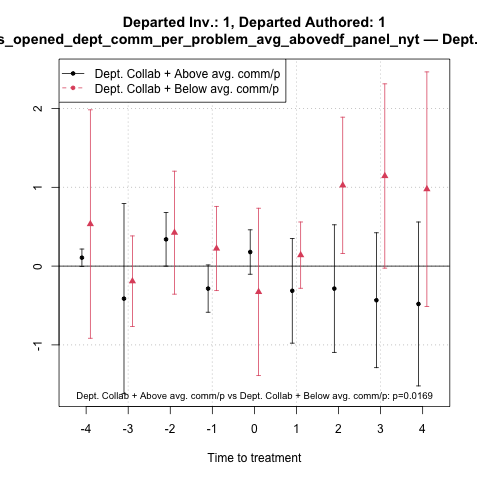 Departed Inv.: 1, Departed Authored: 1
s_opened_dept_comm_per_problem_avg_abovedf_panel_nyt — Dept.
Dept. Collab + Above avg. comm/p
Dept. Collab + Below avg. comm/p
2
1
0
-1
Dept. Collab + Above avg. comm/p vs Dept. Collab + Below avg. comm/p: p=0.0169
-4 -3 -2 -1 0 1 2 3 4
Time to treatment